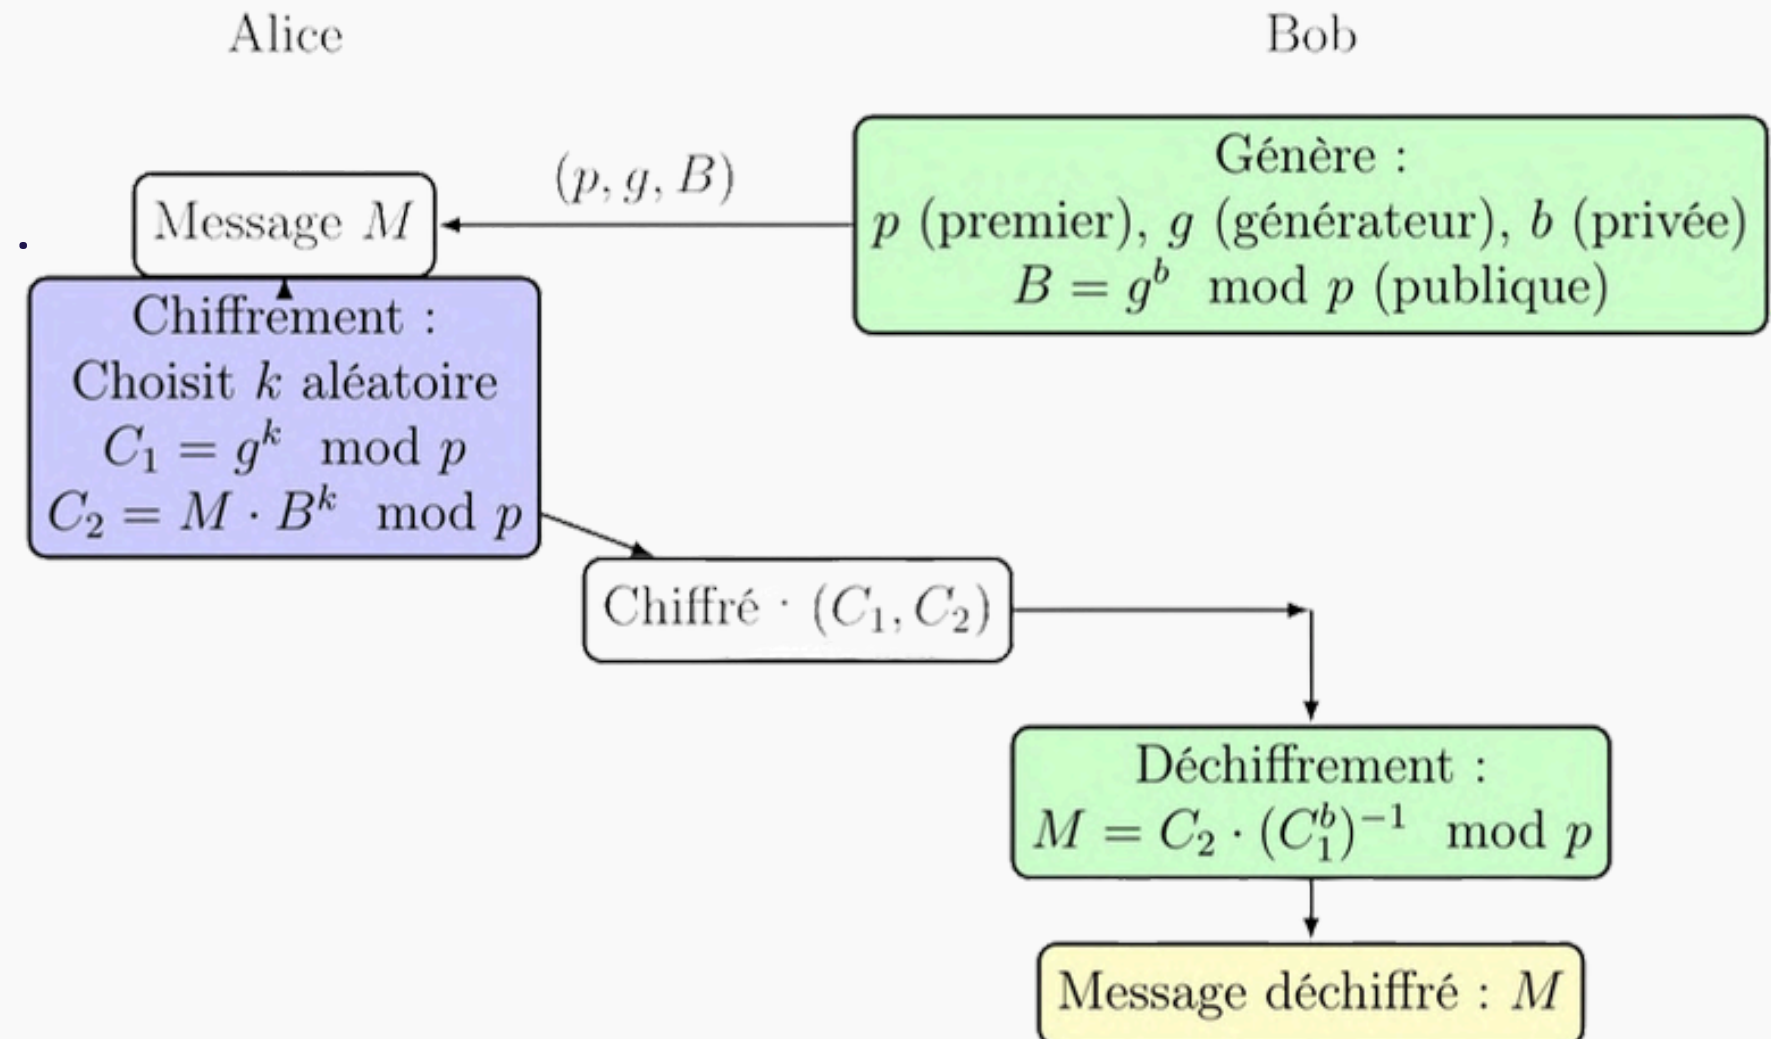 Alice
Bob
Message M
(p, g, B)
Génère :
p (premier), g (générateur), b (privée)
B = g^b mod p (publique)
Chiffrement :
Choisit k aléatoire
C_1 = g^k mod p
C_2 = M · B^k mod p
Chiffré · (C_1, C_2)
Déchiffrement :
M = C_2 · (C_1^b)^{-1} mod p
Message déchiffré : M